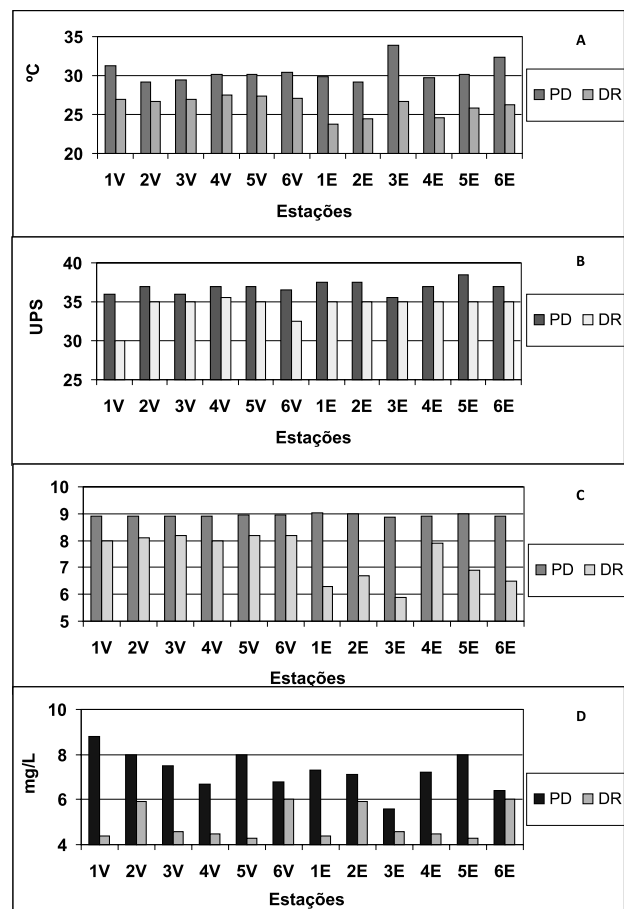 A
35
30
25
20
ºC
PD DR
1V 2V 3V 4V 5V 6V 1E 2E 3E 4E 5E 6E
Estações
B
40
35
30
25
UPS
PD DR
1V 2V 3V 4V 5V 6V 1E 2E 3E 4E 5E 6E
Estações
C
10
9
8
7
6
5
PD DR
1V 2V 3V 4V 5V 6V 1E 2E 3E 4E 5E 6E
Estações
D
10
8
6
4
mg/L
PD DR
1V 2V 3V 4V 5V 6V 1E 2E 3E 4E 5E 6E
Estações